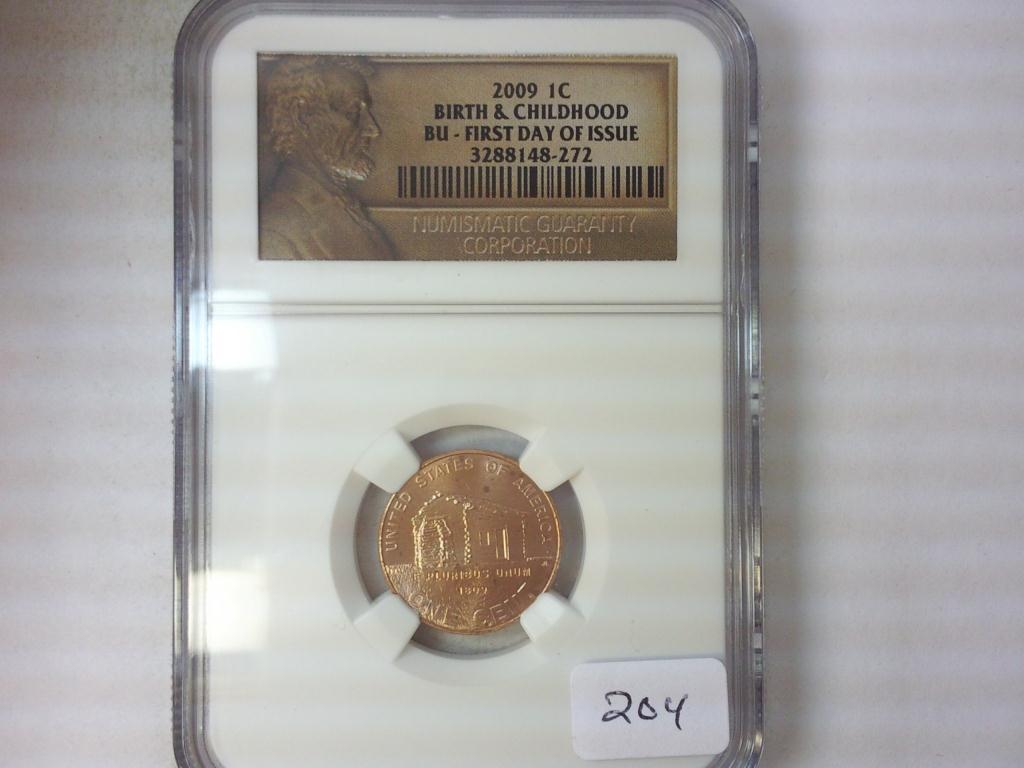 2009 1C
BIRTH & CHILDHOOD
BU - FIRST DAY OF ISSUE
3288148-272
NUMISMATIC GUARANTY
CORPORATION
UNITED STATES OF AMERICA
E PLURIBUS UNUM
1809
ONE CENT
204